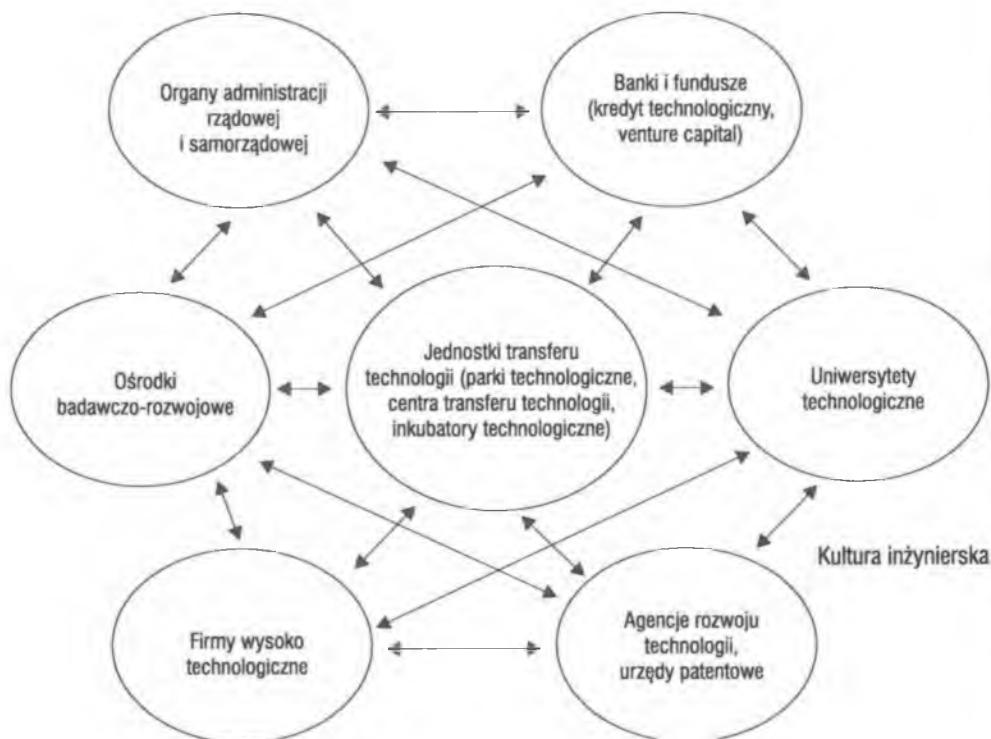 Organy administracji
rządowej
i samorządowej
Banki i fundusze
(kredyt technologiczny,
venture capital)
Ośrodki
badawczo-rozwojowe
Jednostki transferu
technologii (parki technologiczne,
centra transferu technologii,
inkubatory technologiczne)
Uniwersytety
technologiczne
Kultura inżynierska
Firmy wysoko
technologiczne
Agencje rozwoju
technologii,
urzędy patentowe